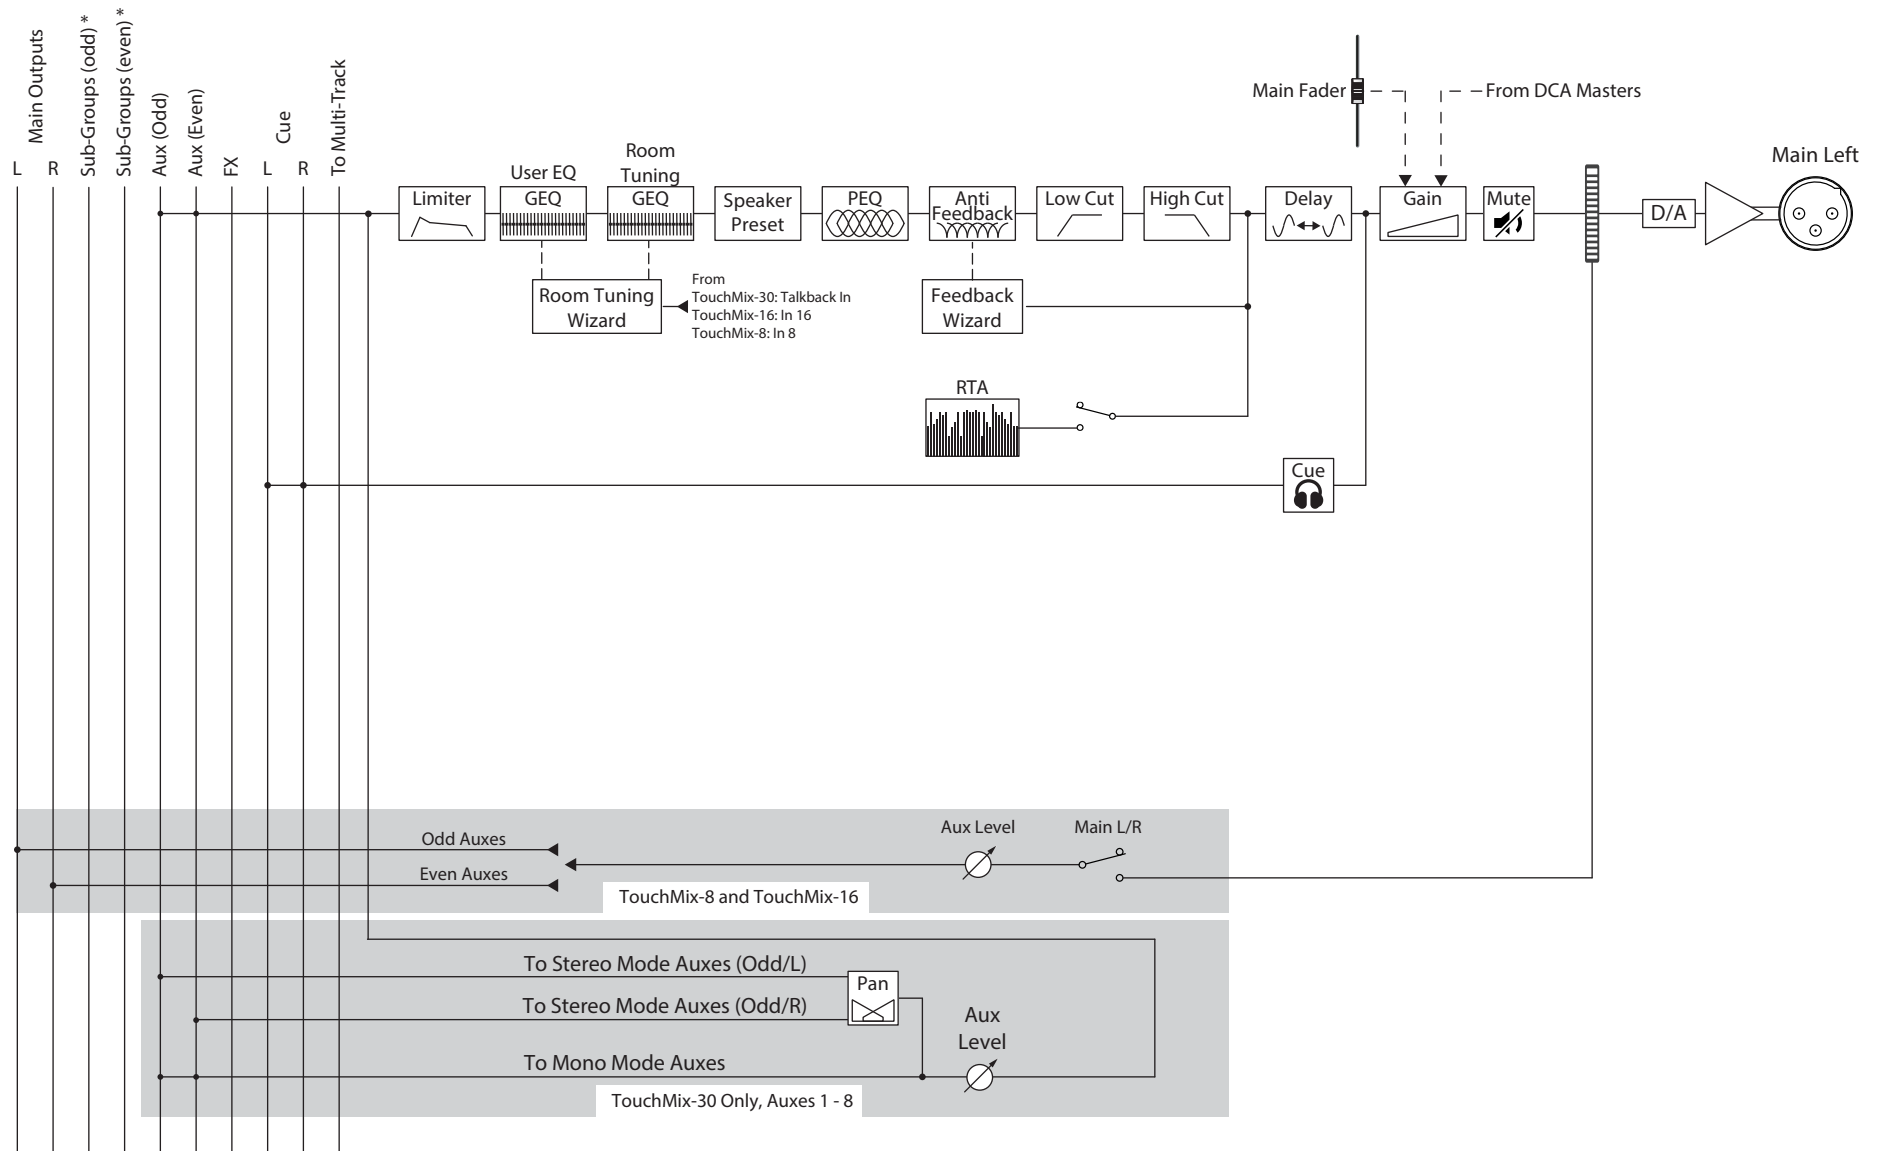 Main Outputs
L
R
Sub-Groups (odd) *
Sub-Groups (even) *
Aux (Odd)
Aux (Even)
FX
Cue
L
R
To Multi-Track
Main Fader
From DCA Masters
Main Left
Limiter
User EQ
GEQ
Room
Tuning
GEQ
Speaker
Preset
PEQ
Anti
Feedback
Low Cut
High Cut
Delay
Gain
Mute
D/A
Room Tuning
Wizard
From
TouchMix-30: Talkback In
TouchMix-16: In 16
TouchMix-8: In 8
Feedback
Wizard
RTA
Cue
Odd Auxes
Even Auxes
Aux Level
Main L/R
TouchMix-8 and TouchMix-16
To Stereo Mode Auxes (Odd/L)
To Stereo Mode Auxes (Odd/R)
Pan
Aux
Level
To Mono Mode Auxes
TouchMix-30 Only, Auxes 1 - 8